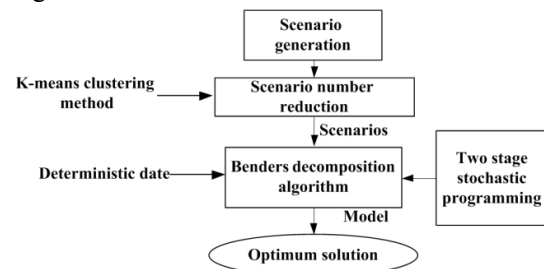 Scenario
generation
K-means clustering
method
Scenario number
reduction
Scenarios
Deterministic date
Benders decomposition
algorithm
Two stage
stochastic
programming
Model
Optimum solution